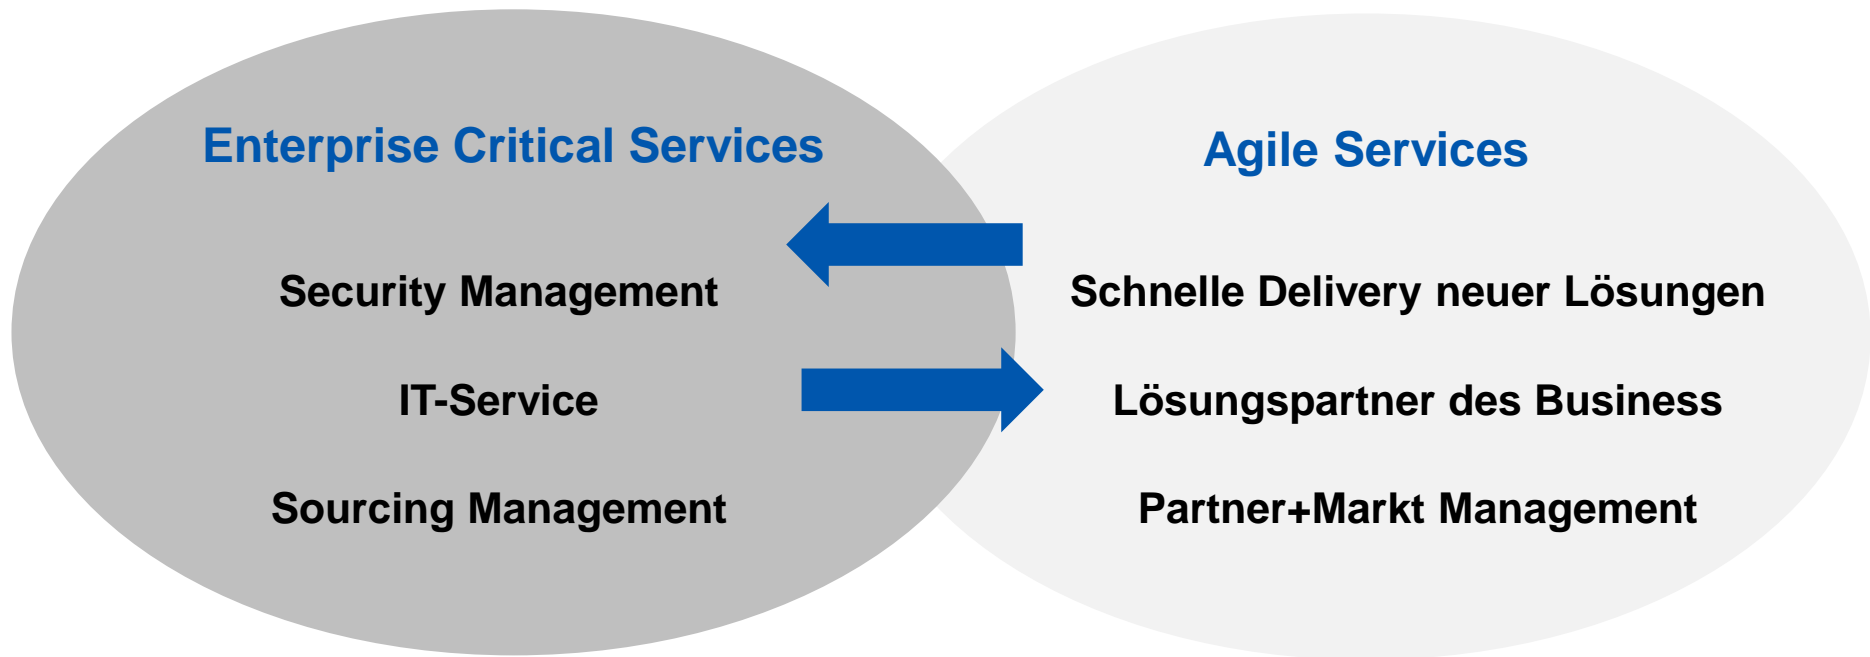 Enterprise Critical Services
Security Management
IT-Service
Sourcing Management
Agile Services
Schnelle Delivery neuer Lösungen
Lösungspartner des Business
Partner+Markt Management